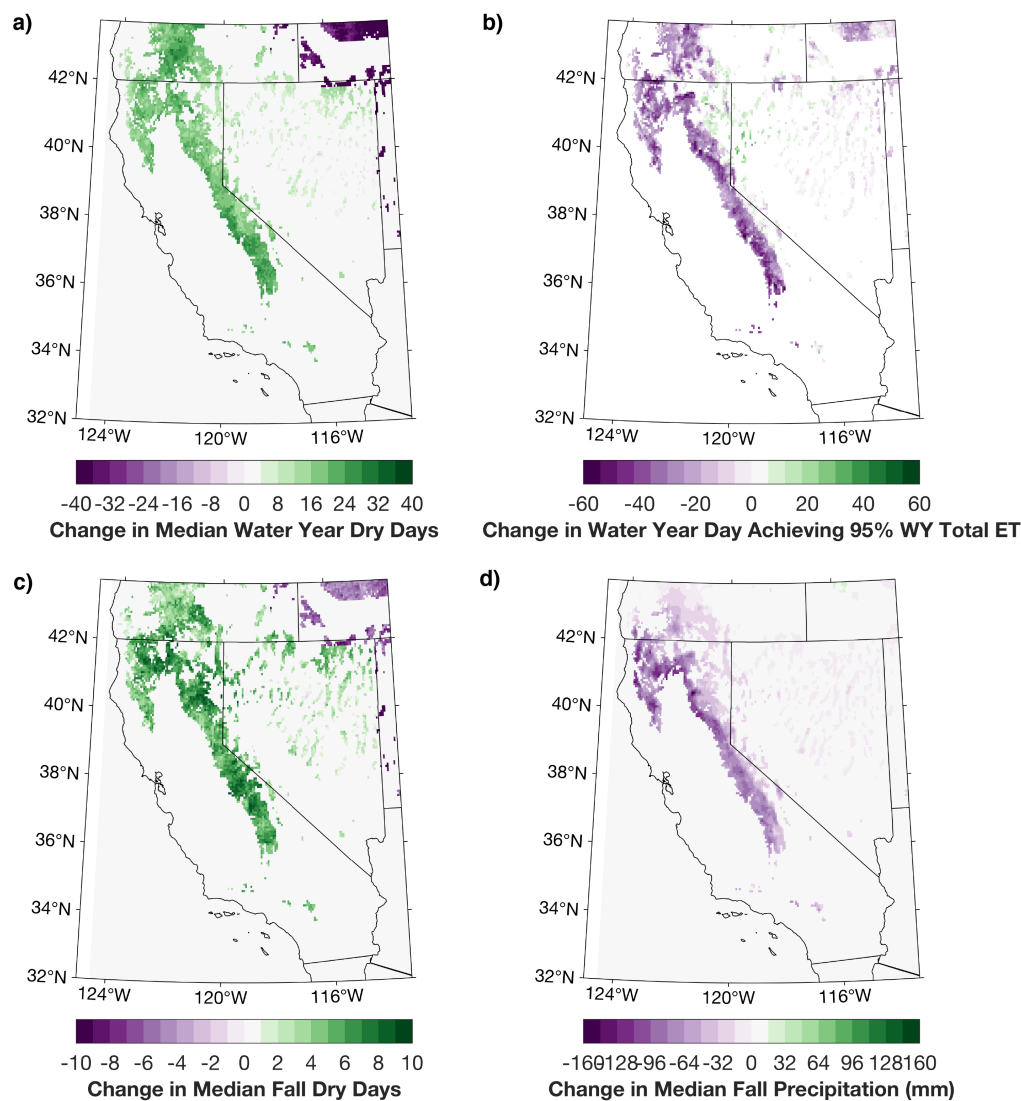 a)
b)
42°N
40°N
38°N
36°N
34°N
32°N
124°W 120°W 116°W
42°N
40°N
38°N
36°N
34°N
32°N
124°W 120°W 116°W
-40 -32 -24 -16 -8 0 8 16 24 32 40
Change in Median Water Year Dry Days
-60 -40 -20 0 20 40 60
Change in Water Year Day Achieving 95% WY Total ET
c)
d)
42°N
40°N
38°N
36°N
34°N
32°N
124°W 120°W 116°W
42°N
40°N
38°N
36°N
34°N
32°N
124°W 120°W 116°W
-10 -8 -6 -4 -2 0 2 4 6 8 10
Change in Median Fall Dry Days
-160 -128 -96 -64 -32 0 32 64 96 128 160
Change in Median Fall Precipitation (mm)